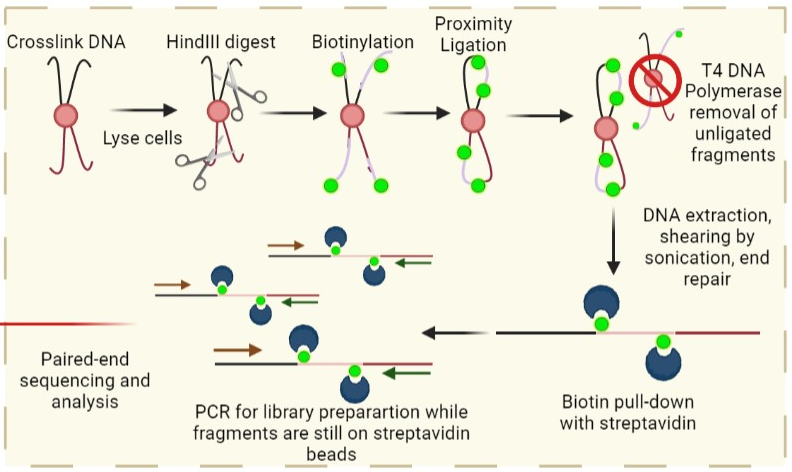 Crosslink DNA
HindIII digest
Biotinylation
Proximity
Ligation
Lyse cells
T4 DNA
Polymerase
removal of
unligated
fragments
DNA extraction,
shearing by
sonication, end
repair
Biotin pull-down
with streptavidin
PCR for library preparartion while
fragments are still on streptavidin
beads
Paired-end
sequencing and
analysis